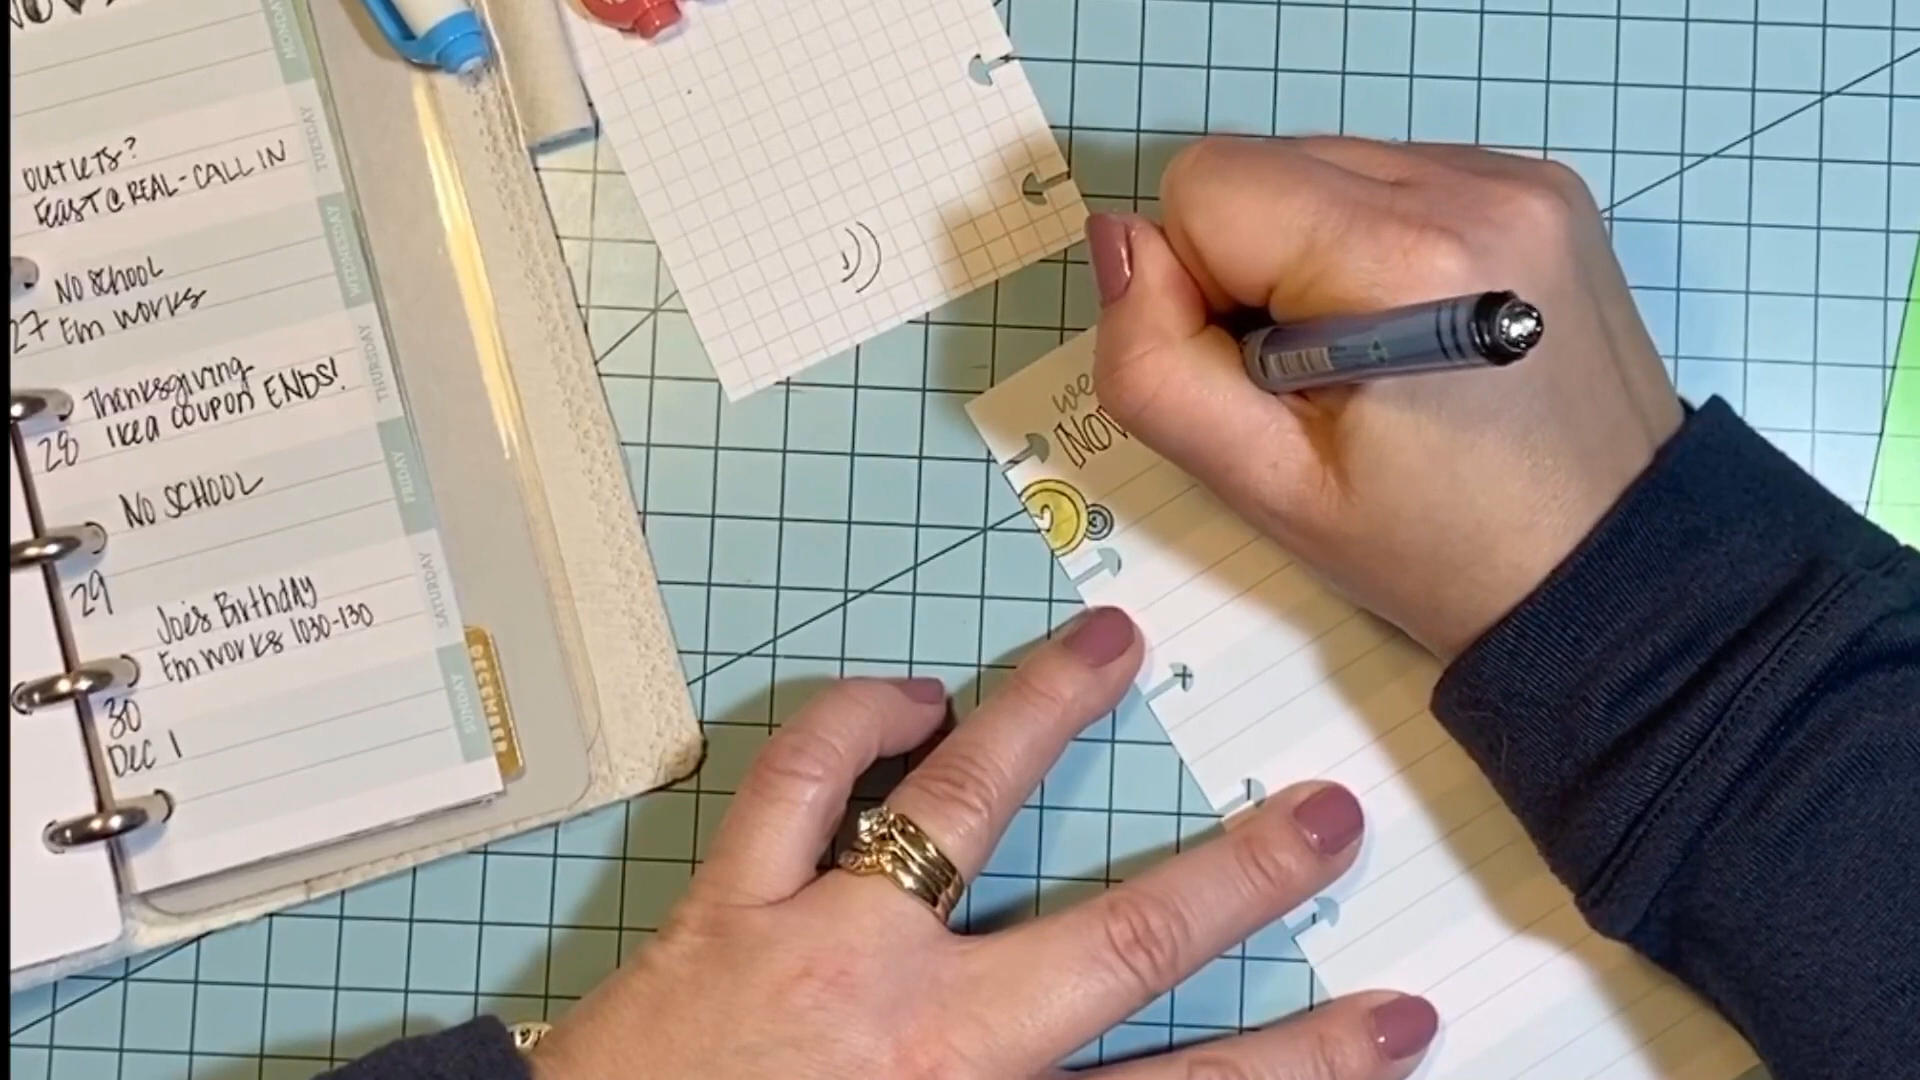 MONDAY
OUTLETS?
FEAST @ REAL-CALL IN
TUESDAY
NO SCHOOL
27 Em works
WEDNESDAY
Thanksgiving
28 Ikea coupon ENDS!
THURSDAY
NO SCHOOL
29
FRIDAY
Joe's Birthday
Em works 1030-130
30
SATURDAY
Dec 1
SUNDAY
DECEMBER